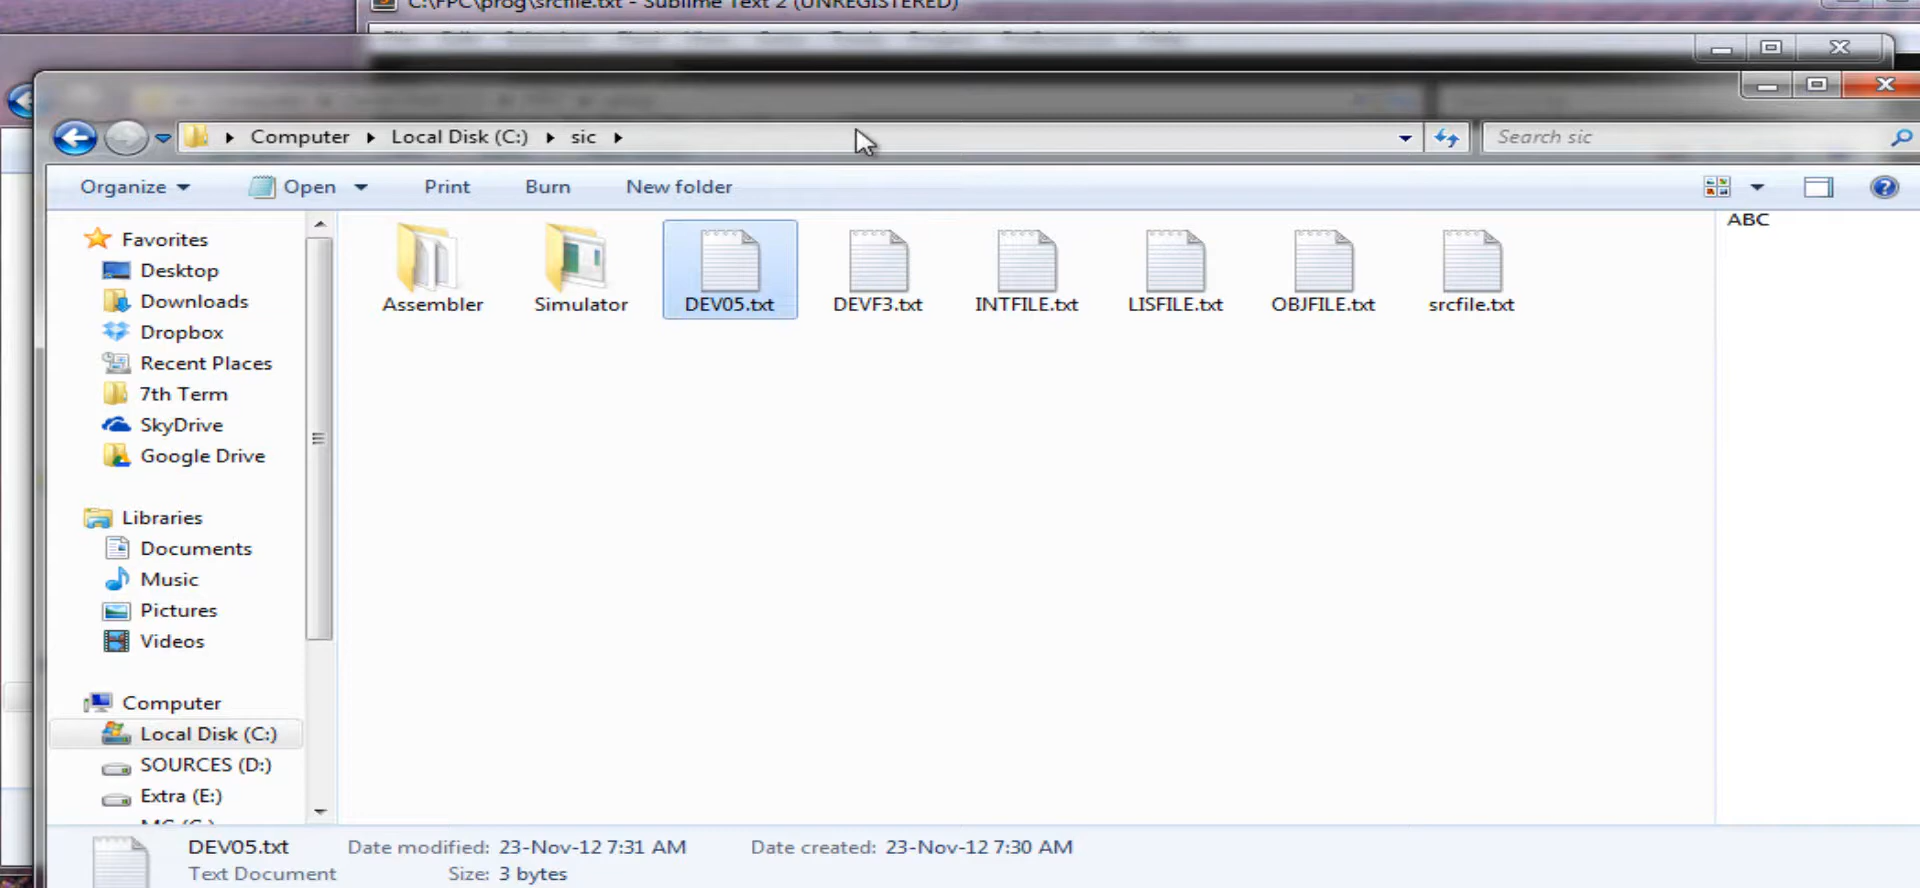 C:\FPC\prog\srcfile.txt - Sublime Text 2 (UNREGISTERED)
Computer Local Disk (C:) sic
Search sic
Organize Open Print Burn New folder
Favorites
Desktop
Downloads
Dropbox
Recent Places
7th Term
SkyDrive
Google Drive
Libraries
Documents
Music
Pictures
Videos
Computer
Local Disk (C:)
SOURCES (D:)
Extra (E:)
Assembler
Simulator
DEV05.txt
DEVF3.txt
INTFILE.txt
LISFILE.txt
OBJFILE.txt
srcfile.txt
ABC
DEV05.txt Date modified: 23-Nov-12 7:31 AM Date created: 23-Nov-12 7:30 AM
Text Document Size: 3 bytes